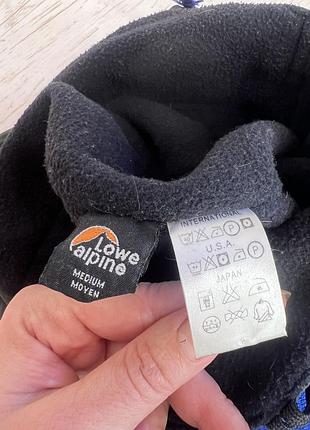 Lowe
alpine
MEDIUM
MOYEN
INTERNATIONAL
U.S.A.
JAPAN